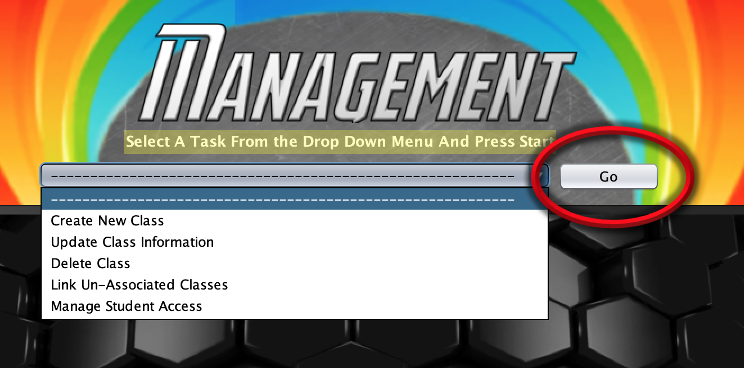 MANAGEMENT
Select A Task From the Drop Down Menu And Press Start
Go
Create New Class
Update Class Information
Delete Class
Link Un-Associated Classes
Manage Student Access